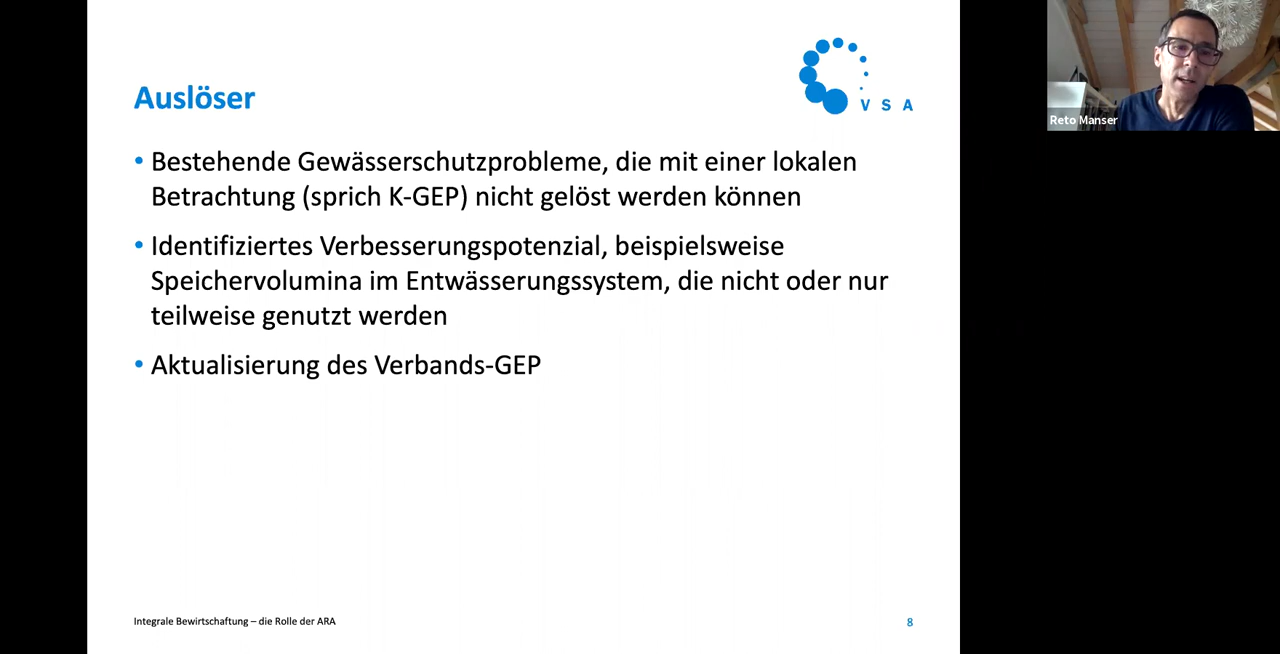 Auslöser
VSA
• Bestehende Gewässerschutzprobleme, die mit einer lokalen
Betrachtung (sprich K-GEP) nicht gelöst werden können
• Identifiziertes Verbesserungspotenzial, beispielsweise
Speichervolumina im Entwässerungssystem, die nicht oder nur
teilweise genutzt werden
• Aktualisierung des Verbands-GEP
Integrale Bewirtschaftung – die Rolle der ARA
8
Reto Manser